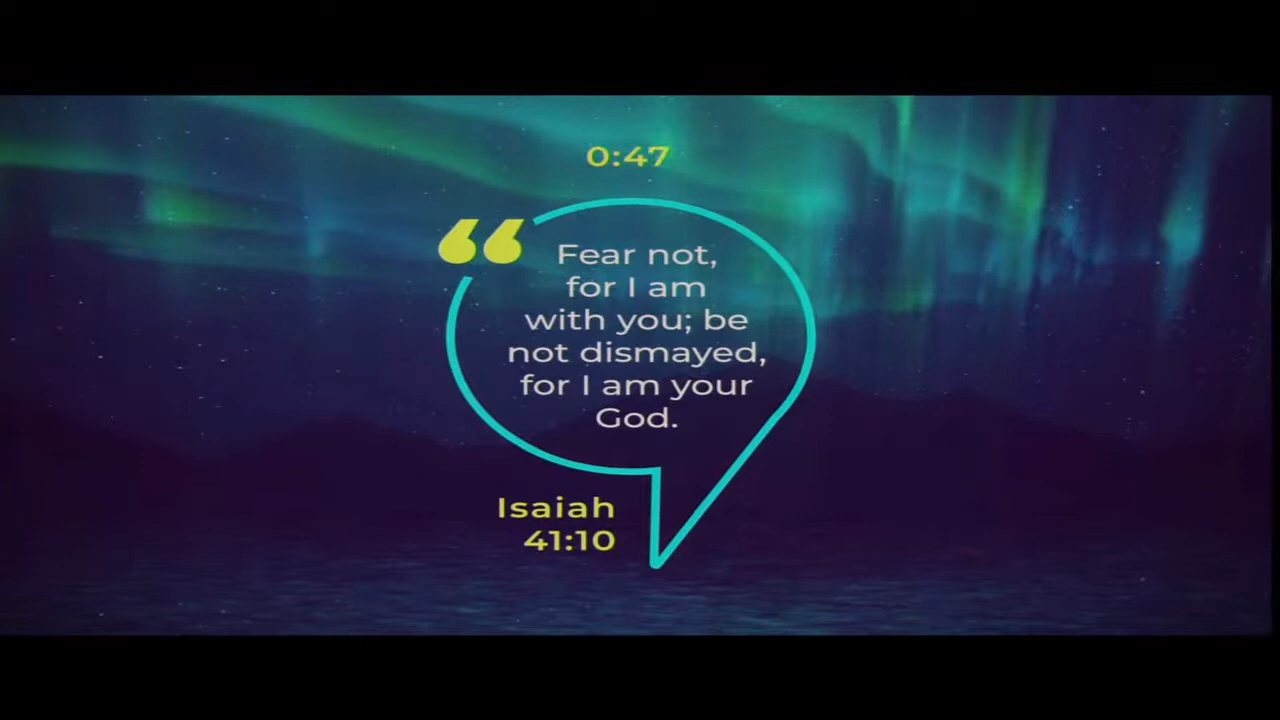 0:47
“
Fear not,
for I am
with you; be
not dismayed,
for I am your
God.
Isaiah
41:10